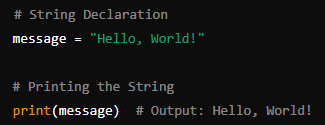 # String Declaration
message = "Hello, World!"
# Printing the String
print(message)  # Output: Hello, World!